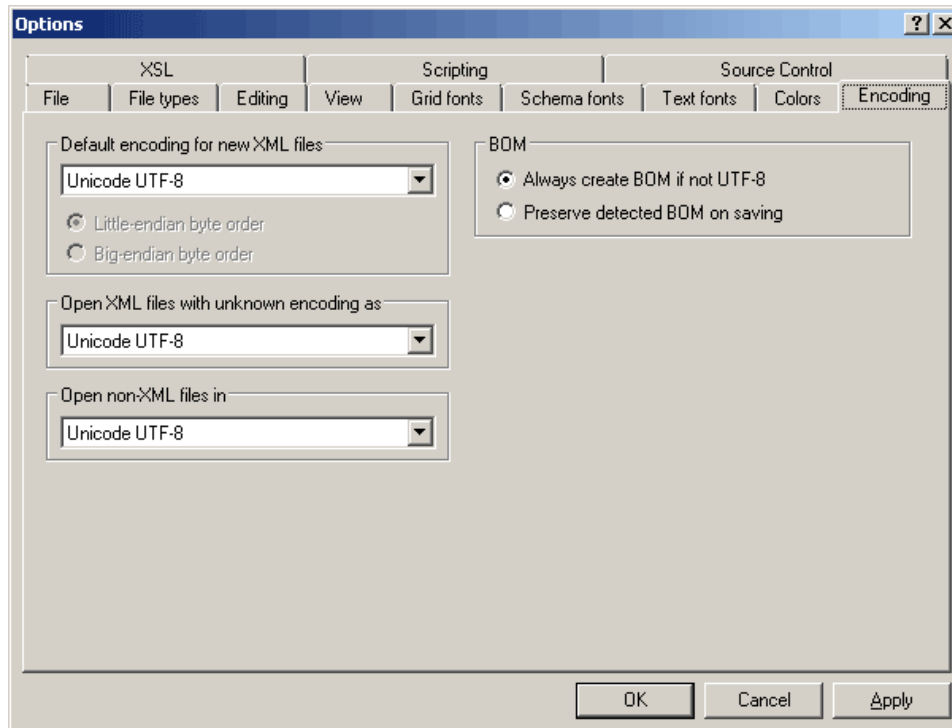 Options
XSL Scripting Source Control
File File types Editing View Grid fonts Schema fonts Text fonts Colors Encoding
Default encoding for new XML files
Unicode UTF-8
Little-endian byte order
Big-endian byte order
Open XML files with unknown encoding as
Unicode UTF-8
Open non-XML files in
Unicode UTF-8
BOM
Always create BOM if not UTF-8
Preserve detected BOM on saving
OK Cancel Apply